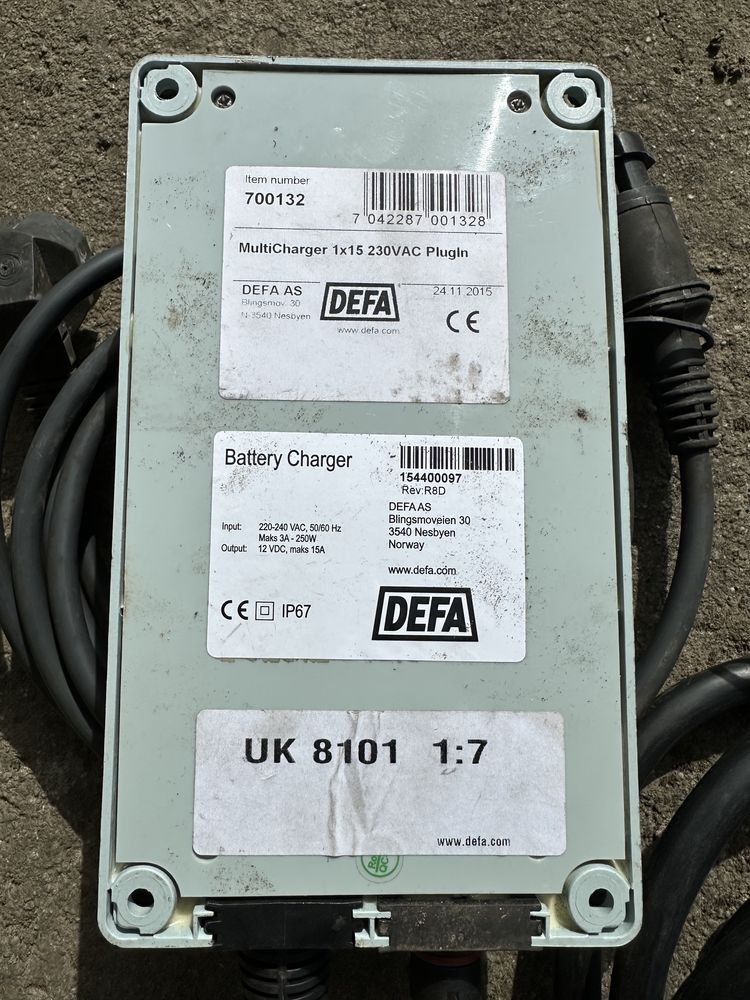 Item number
700132
7 042287 001328
MultiCharger 1x15 230VAC PlugIn
DEFA AS
Blingsmov. 30
N-3540 Nesbyen
DEFA
www.defa.com
24.11.2015
CE
Battery Charger
154400097
Rev:R8D
DEFA AS
Blingsmoveien 30
3540 Nesbyen
Norway
www.defa.com
Input: 220-240 VAC, 50/60 Hz
Maks 3A - 250W
Output: 12 VDC, maks 15A
CE IP67
DEFA
UK 8101 1:7
www.defa.com